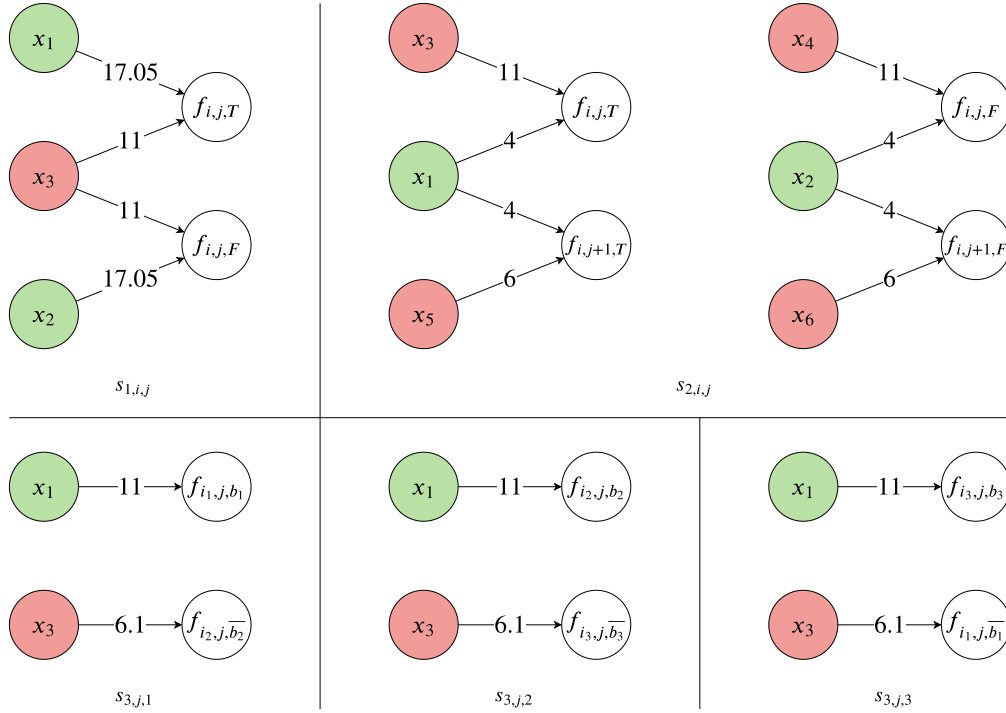 x₁
17.05
f_{i,j,T}
11
x₃
11
f_{i,j,F}
17.05
x₂
s_{1,i,j}
x₃
11
f_{i,j,T}
4
x₁
4
f_{i,j+1,T}
6
x₅
x₄
11
f_{i,j,F}
4
x₂
4
f_{i,j+1,F}
6
x₆
s_{2,i,j}
x₁ 11 f_{i₁,j,b₁}
x₃ 6.1 f_{i₂,j,\overline{b₂}}
s_{3,j,1}
x₁ 11 f_{i₂,j,b₂}
x₃ 6.1 f_{i₃,j,\overline{b₃}}
s_{3,j,2}
x₁ 11 f_{i₃,j,b₃}
x₃ 6.1 f_{i₁,j,\overline{b₁}}
s_{3,j,3}